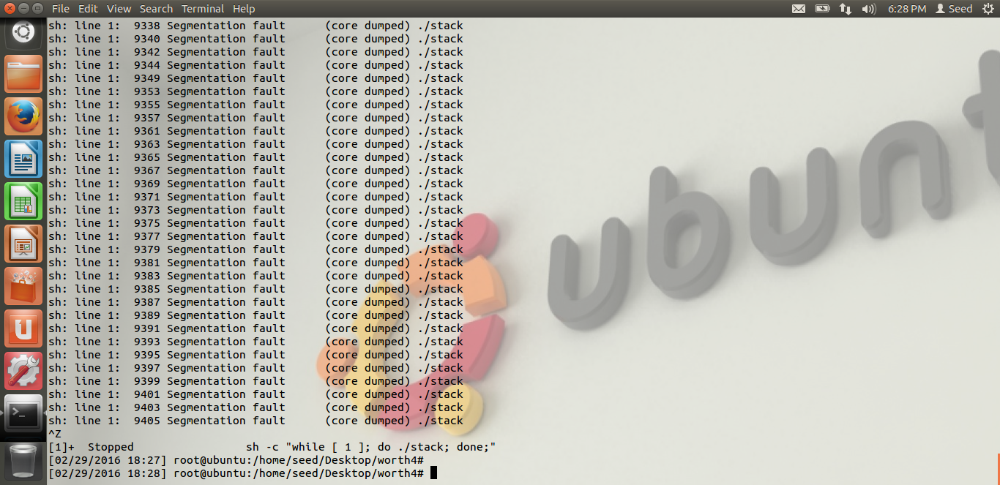 File Edit View Search Terminal Help 6:28 PM Seed
sh: line 1:  9338 Segmentation fault      (core dumped) ./stack
sh: line 1:  9340 Segmentation fault      (core dumped) ./stack
sh: line 1:  9342 Segmentation fault      (core dumped) ./stack
sh: line 1:  9344 Segmentation fault      (core dumped) ./stack
sh: line 1:  9349 Segmentation fault      (core dumped) ./stack
sh: line 1:  9353 Segmentation fault      (core dumped) ./stack
sh: line 1:  9355 Segmentation fault      (core dumped) ./stack
sh: line 1:  9357 Segmentation fault      (core dumped) ./stack
sh: line 1:  9361 Segmentation fault      (core dumped) ./stack
sh: line 1:  9363 Segmentation fault      (core dumped) ./stack
sh: line 1:  9365 Segmentation fault      (core dumped) ./stack
sh: line 1:  9367 Segmentation fault      (core dumped) ./stack
sh: line 1:  9369 Segmentation fault      (core dumped) ./stack
sh: line 1:  9371 Segmentation fault      (core dumped) ./stack
sh: line 1:  9373 Segmentation fault      (core dumped) ./stack
sh: line 1:  9375 Segmentation fault      (core dumped) ./stack
sh: line 1:  9377 Segmentation fault      (core dumped) ./stack
sh: line 1:  9379 Segmentation fault      (core dumped) ./stack
sh: line 1:  9381 Segmentation fault      (core dumped) ./stack
sh: line 1:  9383 Segmentation fault      (core dumped) ./stack
sh: line 1:  9385 Segmentation fault      (core dumped) ./stack
sh: line 1:  9387 Segmentation fault      (core dumped) ./stack
sh: line 1:  9389 Segmentation fault      (core dumped) ./stack
sh: line 1:  9391 Segmentation fault      (core dumped) ./stack
sh: line 1:  9393 Segmentation fault      (core dumped) ./stack
sh: line 1:  9395 Segmentation fault      (core dumped) ./stack
sh: line 1:  9397 Segmentation fault      (core dumped) ./stack
sh: line 1:  9399 Segmentation fault      (core dumped) ./stack
sh: line 1:  9401 Segmentation fault      (core dumped) ./stack
sh: line 1:  9403 Segmentation fault      (core dumped) ./stack
sh: line 1:  9405 Segmentation fault      (core dumped) ./stack
^Z
[1]+  Stopped                 sh -c "while [ 1 ]; do ./stack; done;"
[02/29/2016 18:27] root@ubuntu:/home/seed/Desktop/worth4#
[02/29/2016 18:28] root@ubuntu:/home/seed/Desktop/worth4#
ubunt